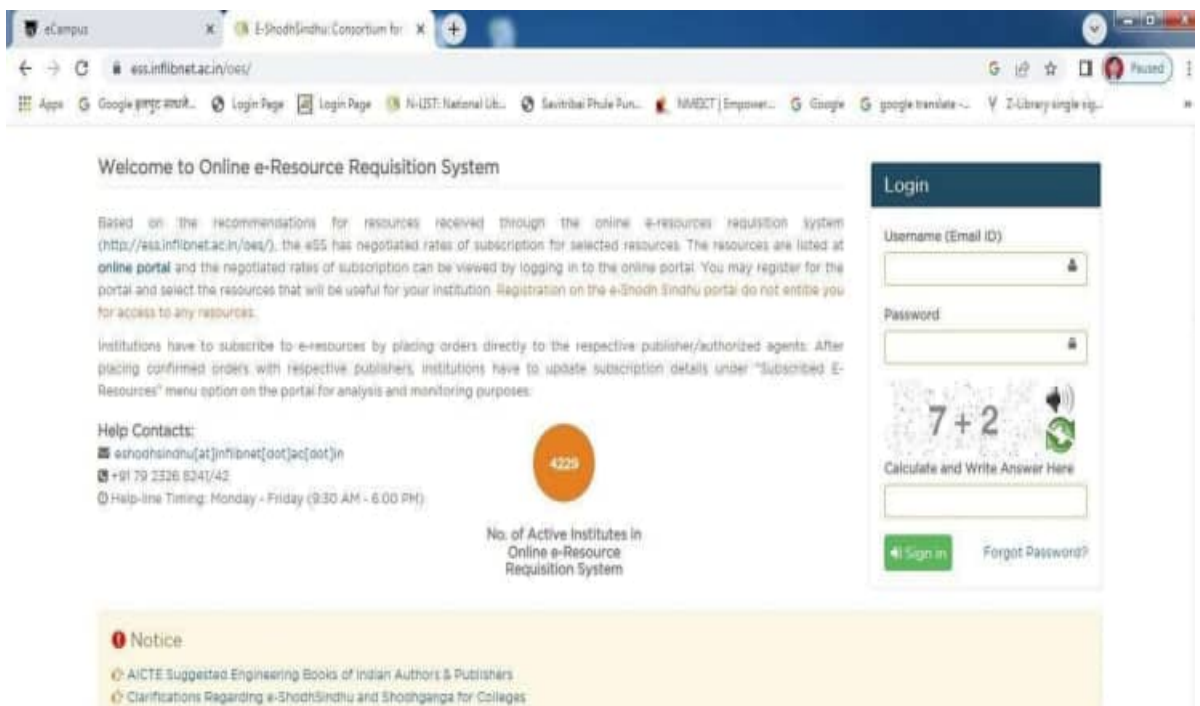 eCampus
E-ShodhSindhu: Consortium for
ess.inflibnet.ac.in/oes/
Paused
Apps
Google इनपुट साधनों..
Login Page
Login Page
N-LIST: National Lib...
Savitribai Phule Pun...
NMEICT | Empower...
Google
google translate -...
Z-Library single sig...
Welcome to Online e-Resource Requisition System
Based on the recommendations for resources received through the online e-resources requisition system
(http://ess.inflibnet.ac.in/oes/), the eSS has negotiated rates of subscription for selected resources. The resources are listed at
online portal and the negotiated rates of subscription can be viewed by logging in to the online portal. You may register for the
portal and select the resources that will be useful for your institution. Registration on the e-Shodh Sindhu portal do not entitle you
for access to any resources.
Institutions have to subscribe to e-resources by placing orders directly to the respective publisher/authorized agents. After
placing confirmed orders with respective publishers, institutions have to update subscription details under "Subscribed E-
Resources" menu option on the portal for analysis and monitoring purposes.
Help Contacts:
eshodhsindhu[at]inflibnet[dot]ac[dot]in
+91 79 2326 8241/42
Help-line Timing: Monday - Friday (9:30 AM - 6:00 PM)
4229
No. of Active Institutes in
Online e-Resource
Requisition System
Login
Username (Email ID)
Password
7 + 2
Calculate and Write Answer Here
Sign in
Forgot Password?
Notice
AICTE Suggested Engineering Books of Indian Authors & Publishers
Clarifications Regarding e-ShodhSindhu and Shodhganga for Colleges